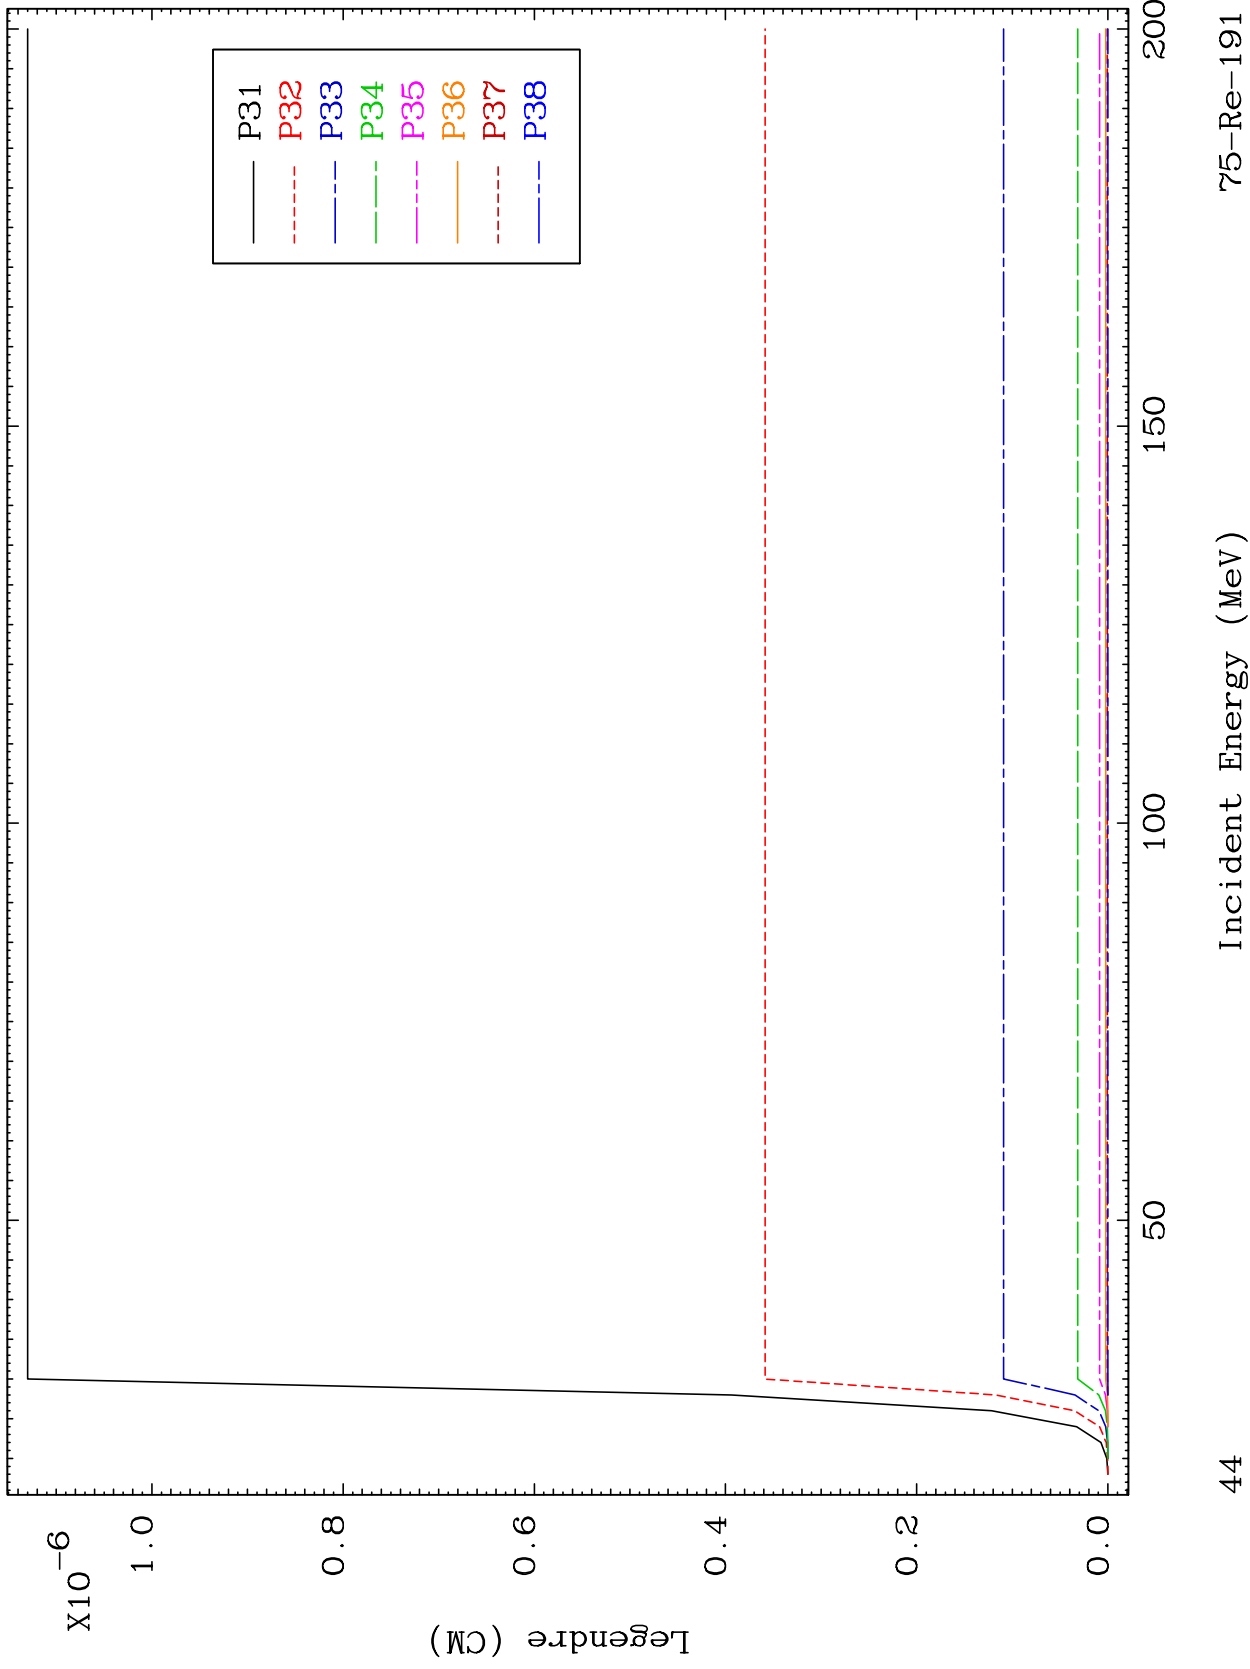 X10-6
1.0
0.8
0.6
0.4
0.2
0.0
Legendre (CM)
P31
P32
P33
P34
P35
P36
P37
P38
50
100
150
200
Incident Energy (MeV)
44
75-Re-191